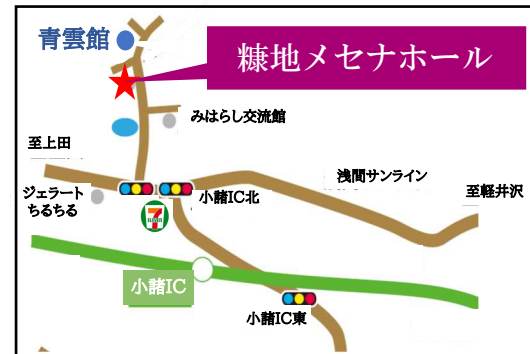 青雲館
糠地メセナホール
みはらし交流館
至上田
浅間サンライン
至軽井沢
ジェラート
ちるちる
小諸IC北
7
ELEVEN
小諸IC
小諸IC東